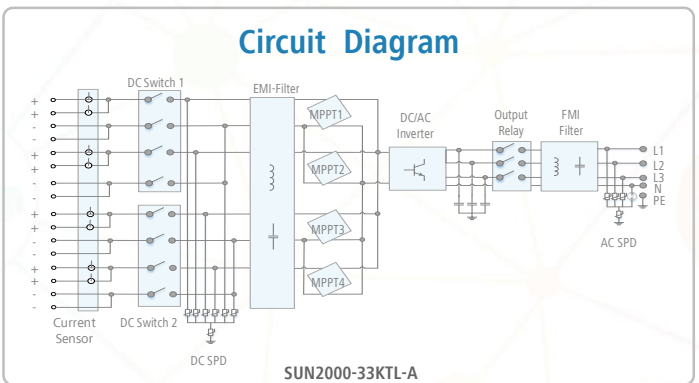 Circuit Diagram
DC Switch 1
EMI-Filter
DC/AC
Inverter
Output
Relay
FMI
Filter
MPPT1
MPPT2
MPPT3
MPPT4
+
+
-
-
+
+
-
-
+
+
-
-
+
+
-
-
L1
L2
L3
N
PE
AC SPD
Current
Sensor
DC Switch 2
DC SPD
SUN2000-33KTL-A